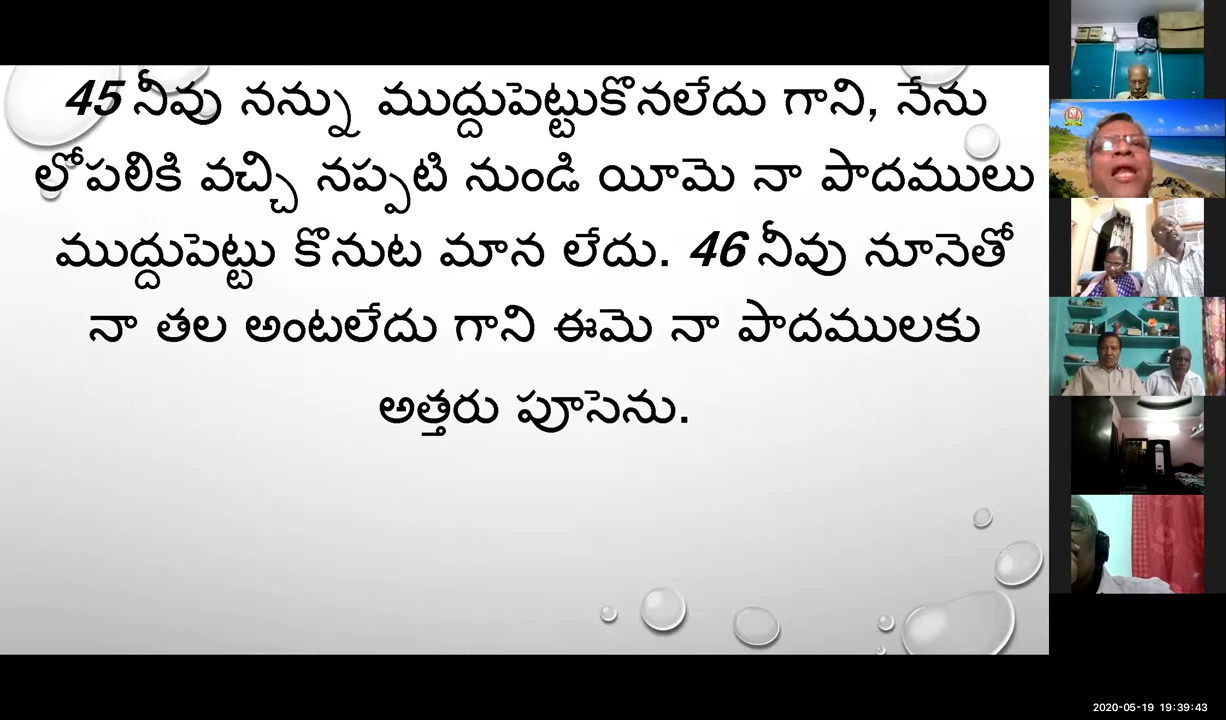 45 నీవు నన్ను ముద్దుపెట్టుకొనలేదు గాని, నేను
లోపలికి వచ్చి నప్పటి నుండి యీమె నా పాదములు
ముద్దుపెట్టు కొనుట మాన లేదు. 46 నీవు నూనెతో
నా తల అంటలేదు గాని ఈమె నా పాదములకు
అత్తరు పూసెను.
2020-05-19 19:39:43